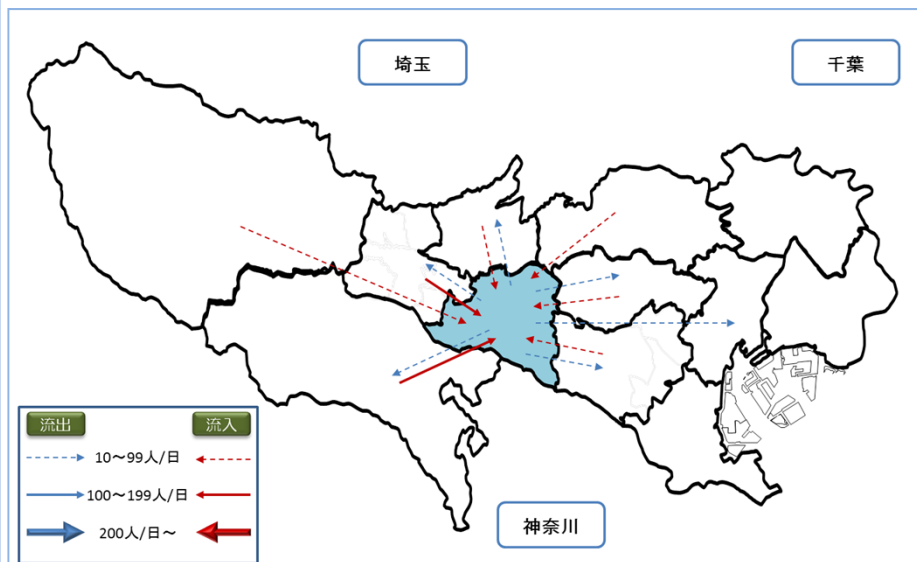 埼玉
千葉
流出
流入
10～99人/日
100～199人/日
200人/日～
神奈川